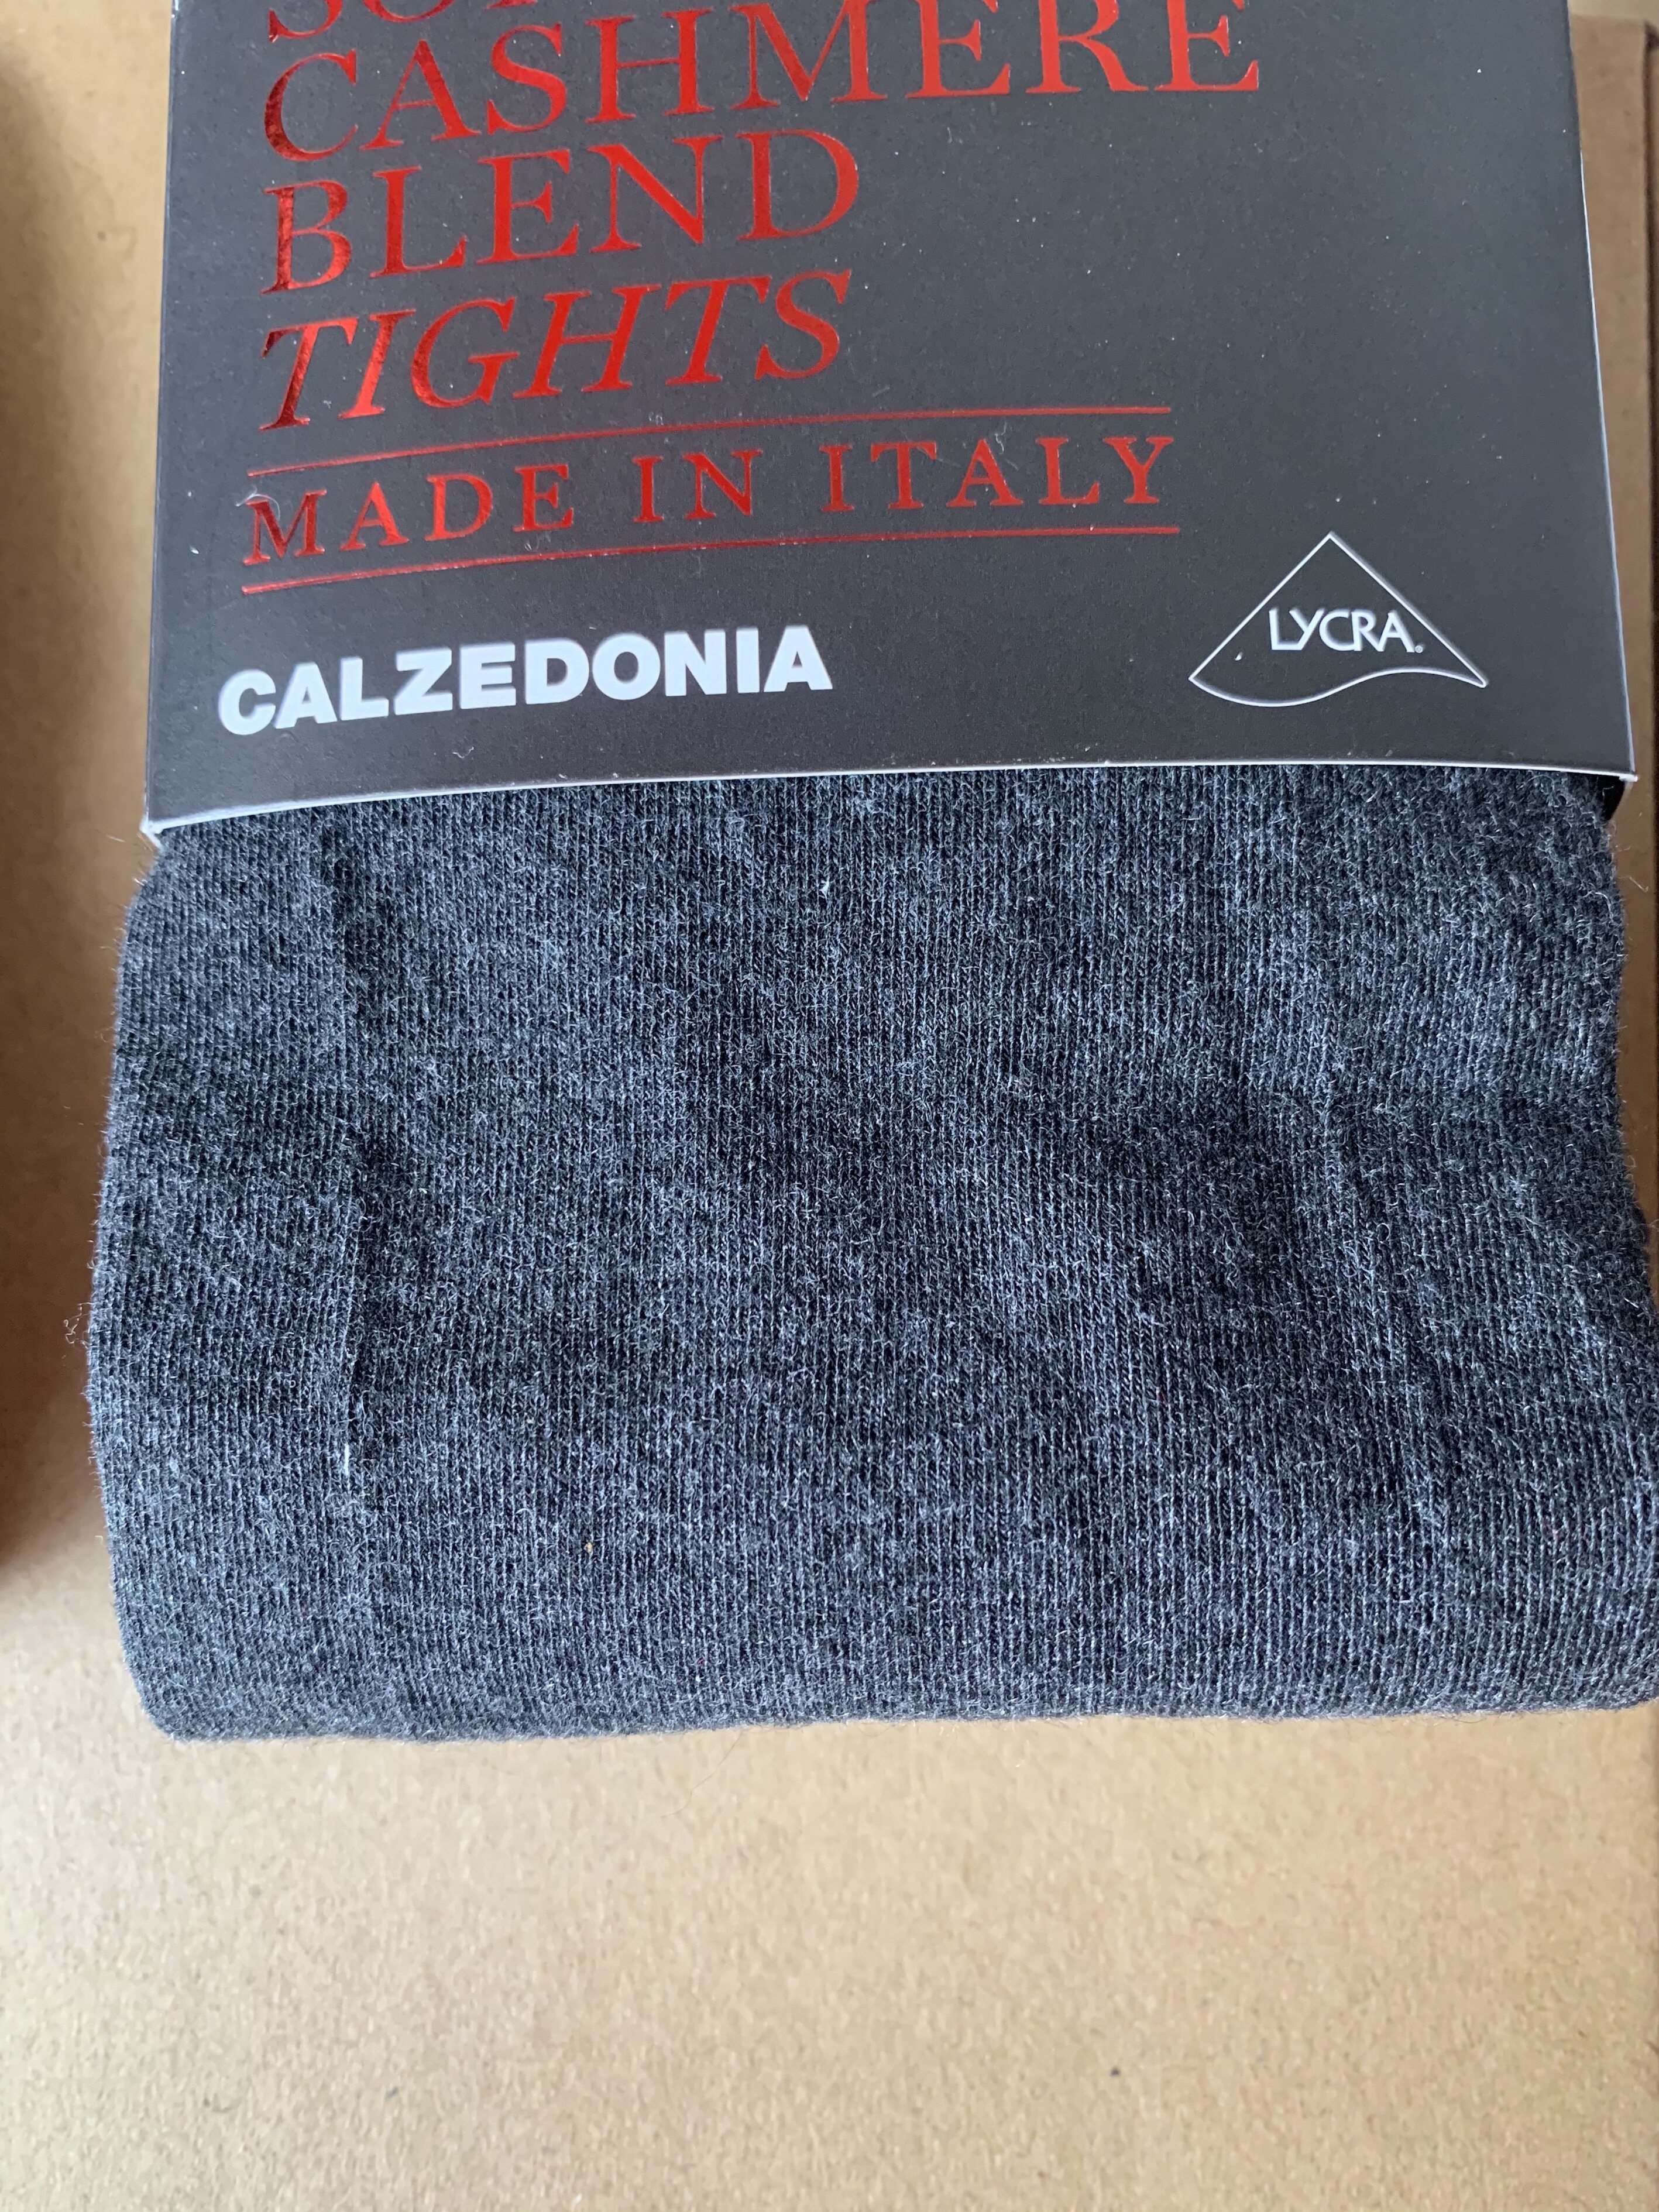 CASHMERE
BLEND
TIGHTS
MADE IN ITALY
CALZEDONIA
LYCRA.